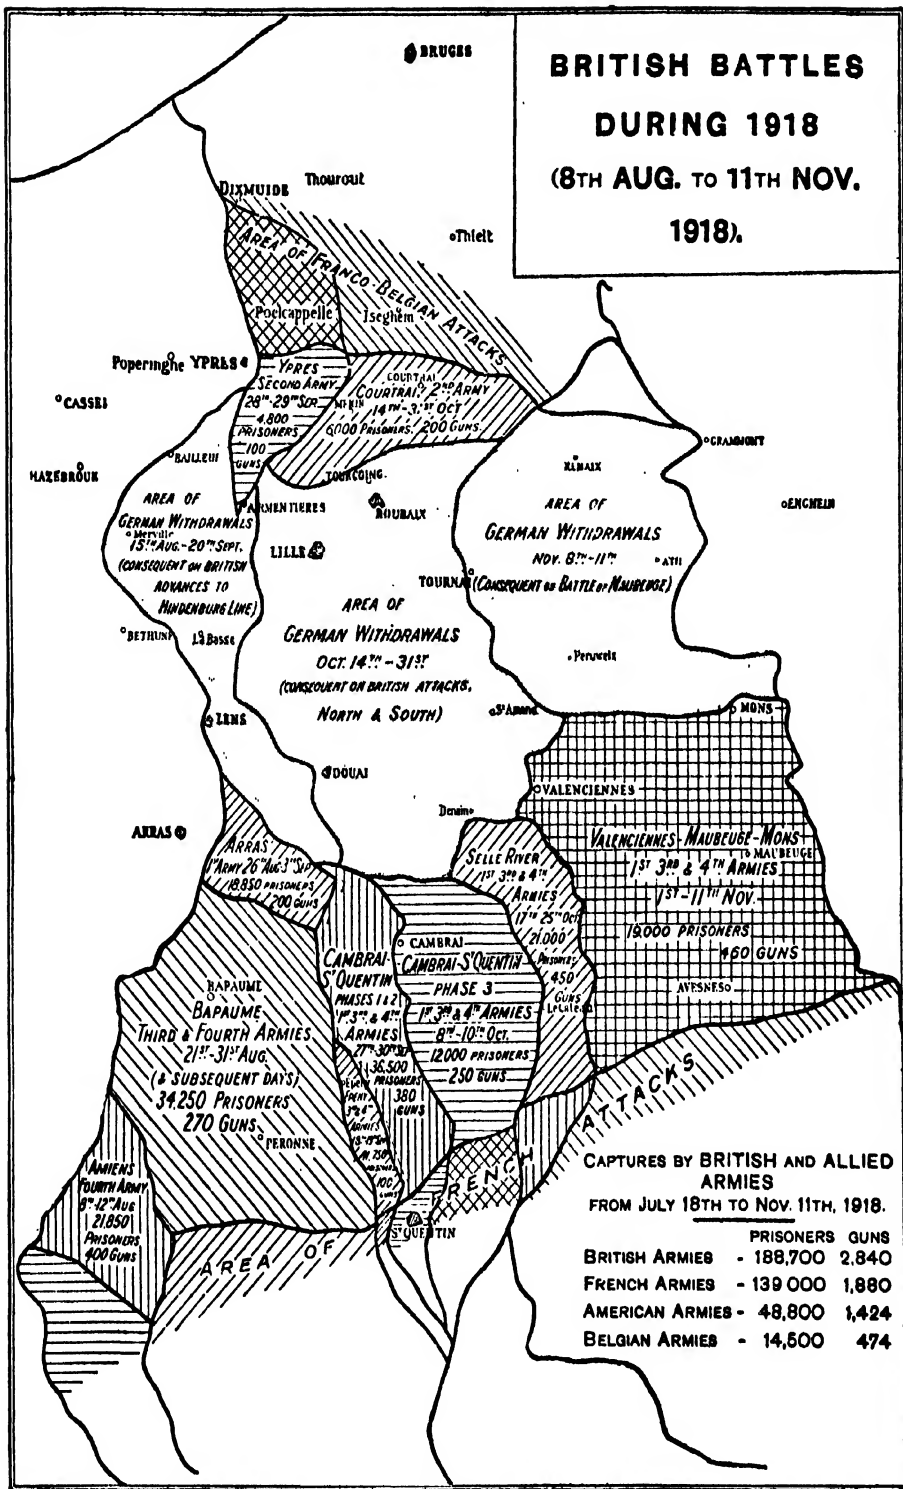 BRITISH BATTLES
DURING 1918
(8TH AUG. TO 11TH NOV.
1918).
BRUGES
DIXMUIDE
Thourout
Thielt
AREA OF FRANCO-BELGIAN ATTACKS
Poelcappelle
Iseghem
Poperinghe
YPRES
CASSEL
YPRES
SECOND ARMY
28TH-29TH SEP.
4,800
PRISONERS
100
GUNS
COURTRAI
MENIN
COURTRAI. 2ND ARMY
14TH-31ST OCT
6,000 PRISONERS. 200 GUNS.
GRAMMONT
BAILLEUL
HAZEBROUK
TOURCOING.
RENAIX
ENGHEIN
ARMENTIERES
ROUBAIX
AREA OF
GERMAN WITHDRAWALS
Merville
15TH AUG.-20TH SEPT.
(CONSEQUENT ON BRITISH
ADVANCES TO
HINDENBURG LINE)
LILLE
AREA OF
GERMAN WITHDRAWALS
NOV. 8TH-11TH
ATH
TOURNAI
(CONSEQUENT ON BATTLE OF MAUBEUGE)
BETHUNE
La Basse
AREA OF
GERMAN WITHDRAWALS
OCT. 14TH-31ST
(CONSEQUENT ON BRITISH ATTACKS,
NORTH & SOUTH)
Peruwelz
LENS
St Amand
MONS
DOUAI
VALENCIENNES
Denain
ARRAS
ARRAS
1ST ARMY 26TH AUG-3RD SEP
18,850 PRISONERS
200 GUNS
SELLE RIVER
1ST 3RD & 4TH
ARMIES
17TH 25TH OCT
21,000
PRISONERS
450
GUNS
Le Cateau
VALENCIENNES-MAUBEUGE-MONS
MAUBEUGE
1ST 3RD & 4TH ARMIES
1ST-11TH NOV.
19,000 PRISONERS
450 GUNS
AVESNES
BAPAUME
BAPAUME
THIRD & FOURTH ARMIES
21ST-31ST AUG.
(& SUBSEQUENT DAYS)
34,250 PRISONERS
270 GUNS
PERONNE
CAMBRAI-
ST QUENTIN
PHASES 1 & 2
1ST 3RD & 4TH
ARMIES
27TH-30TH SEP
36,500
PRISONERS
380
GUNS
CAMBRAI
CAMBRAI-ST QUENTIN
PHASE 3
1ST 3RD & 4TH ARMIES
8TH-10TH OCT.
12,000 PRISONERS
250 GUNS
ARMIES
100
GUNS
AMIENS
FOURTH ARMY
8TH-12TH AUG
21,850
PRISONERS
400 GUNS
ST QUENTIN
AREA OF FRENCH ATTACKS
CAPTURES BY BRITISH AND ALLIED
ARMIES
FROM JULY 18TH TO NOV. 11TH, 1918.
PRISONERS GUNS
BRITISH ARMIES - 188,700 2,840
FRENCH ARMIES - 139 000 1,880
AMERICAN ARMIES - 48,800 1,424
BELGIAN ARMIES - 14,500 474